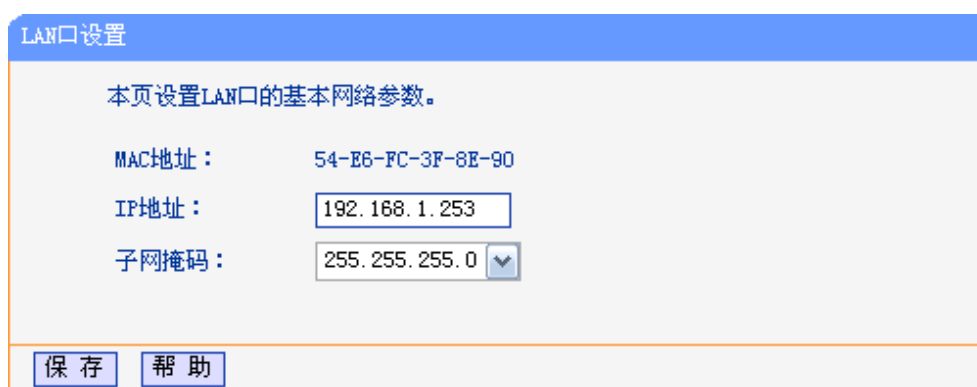 LAN口设置
本页设置LAN口的基本网络参数。
MAC地址： 54-E6-FC-3F-8E-90
IP地址： 192.168.1.253
子网掩码： 255.255.255.0
保 存 帮 助